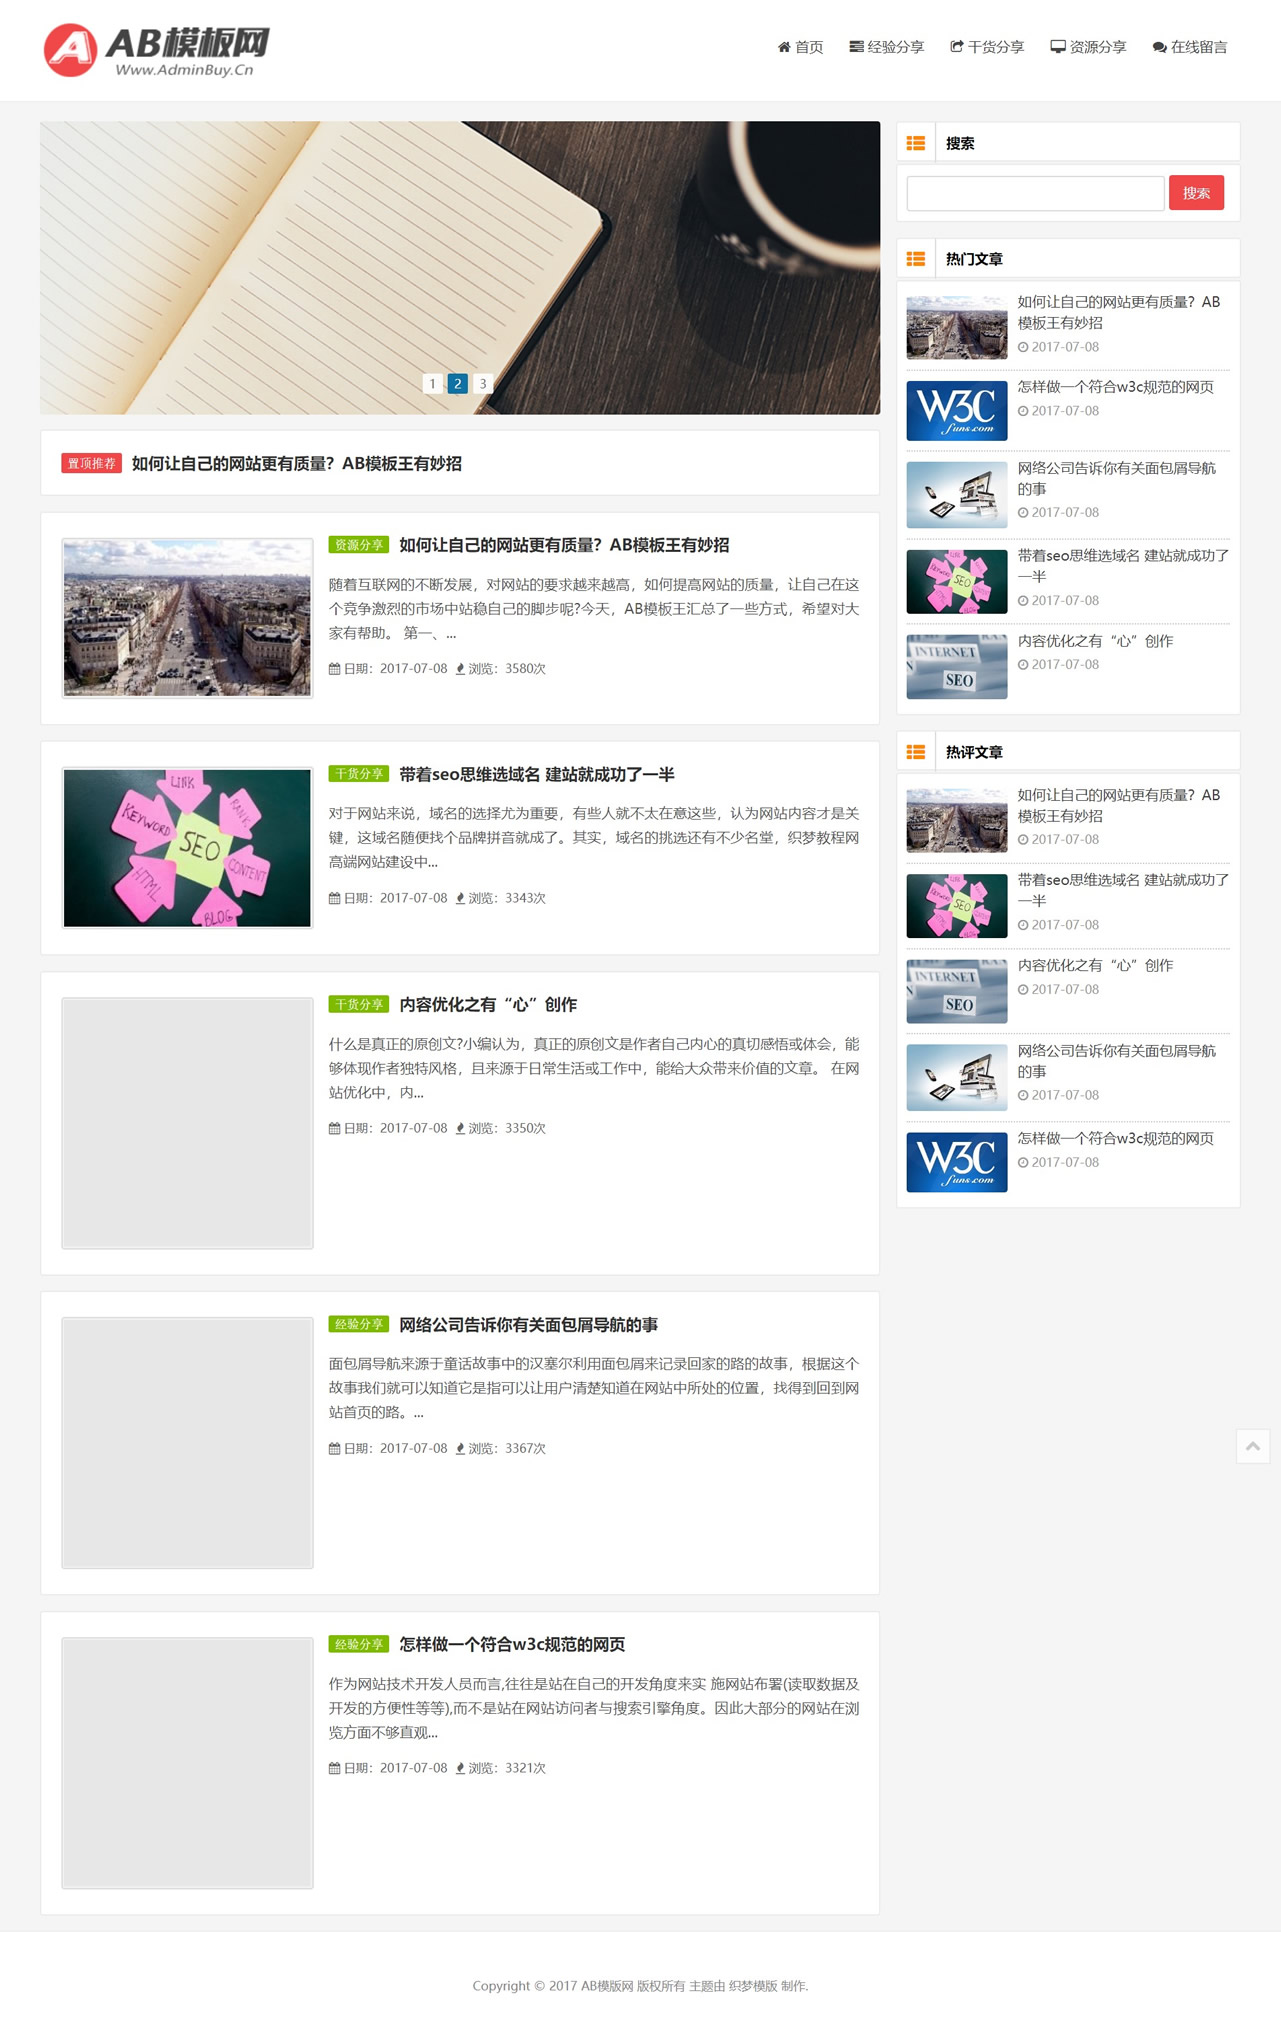 AB模板网
Www.AdminBuy.Cn
首页 经验分享 干货分享 资源分享 在线留言
1 2 3
置顶推荐 如何让自己的网站更有质量？AB模板王有妙招
资源分享 如何让自己的网站更有质量？AB模板王有妙招
随着互联网的不断发展，对网站的要求越来越高，如何提高网站的质量，让自己在这
个竞争激烈的市场中站稳自己的脚步呢?今天，AB模板王汇总了一些方式，希望对大
家有帮助。 第一、...
日期：2017-07-08 浏览：3580次
LINK
RANK
KEYWORD
SEO
CONTENT
HTML
BLOG
干货分享 带着seo思维选域名 建站就成功了一半
对于网站来说，域名的选择尤为重要，有些人就不太在意这些，认为网站内容才是关
键，这域名随便找个品牌拼音就成了。其实，域名的挑选还有不少名堂，织梦教程网
高端网站建设中...
日期：2017-07-08 浏览：3343次
干货分享 内容优化之有“心”创作
什么是真正的原创文?小编认为，真正的原创文是作者自己内心的真切感悟或体会，能
够体现作者独特风格，且来源于日常生活或工作中，能给大众带来价值的文章。 在网
站优化中，内...
日期：2017-07-08 浏览：3350次
经验分享 网络公司告诉你有关面包屑导航的事
面包屑导航来源于童话故事中的汉塞尔利用面包屑来记录回家的路的故事，根据这个
故事我们就可以知道它是指可以让用户清楚知道在网站中所处的位置，找得到回到网
站首页的路。...
日期：2017-07-08 浏览：3367次
经验分享 怎样做一个符合w3c规范的网页
作为网站技术开发人员而言,往往是站在自己的开发角度来实 施网站布署(读取数据及
开发的方便性等等),而不是站在网站访问者与搜索引擎角度。因此大部分的网站在浏
览方面不够直观...
日期：2017-07-08 浏览：3321次
搜索
搜索
热门文章
如何让自己的网站更有质量？AB
模板王有妙招
2017-07-08
W3C
funs.com
怎样做一个符合w3c规范的网页
2017-07-08
网络公司告诉你有关面包屑导航
的事
2017-07-08
KEYWORD
SEO
带着seo思维选域名 建站就成功了
一半
2017-07-08
INTERNET
SEO
内容优化之有“心”创作
2017-07-08
热评文章
如何让自己的网站更有质量？AB
模板王有妙招
2017-07-08
KEYWORD
SEO
带着seo思维选域名 建站就成功了
一半
2017-07-08
INTERNET
SEO
内容优化之有“心”创作
2017-07-08
网络公司告诉你有关面包屑导航
的事
2017-07-08
W3C
funs.com
怎样做一个符合w3c规范的网页
2017-07-08
Copyright © 2017 AB模版网 版权所有 主题由 织梦模版 制作.